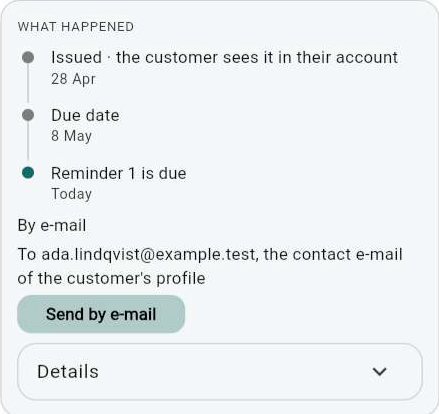 WHAT HAPPENED
Issued · the customer sees it in their account
28 Apr
Due date
8 May
Reminder 1 is due
Today
By e-mail
To ada.lindqvist@example.test, the contact e-mail
of the customer's profile
Send by e-mail
Details